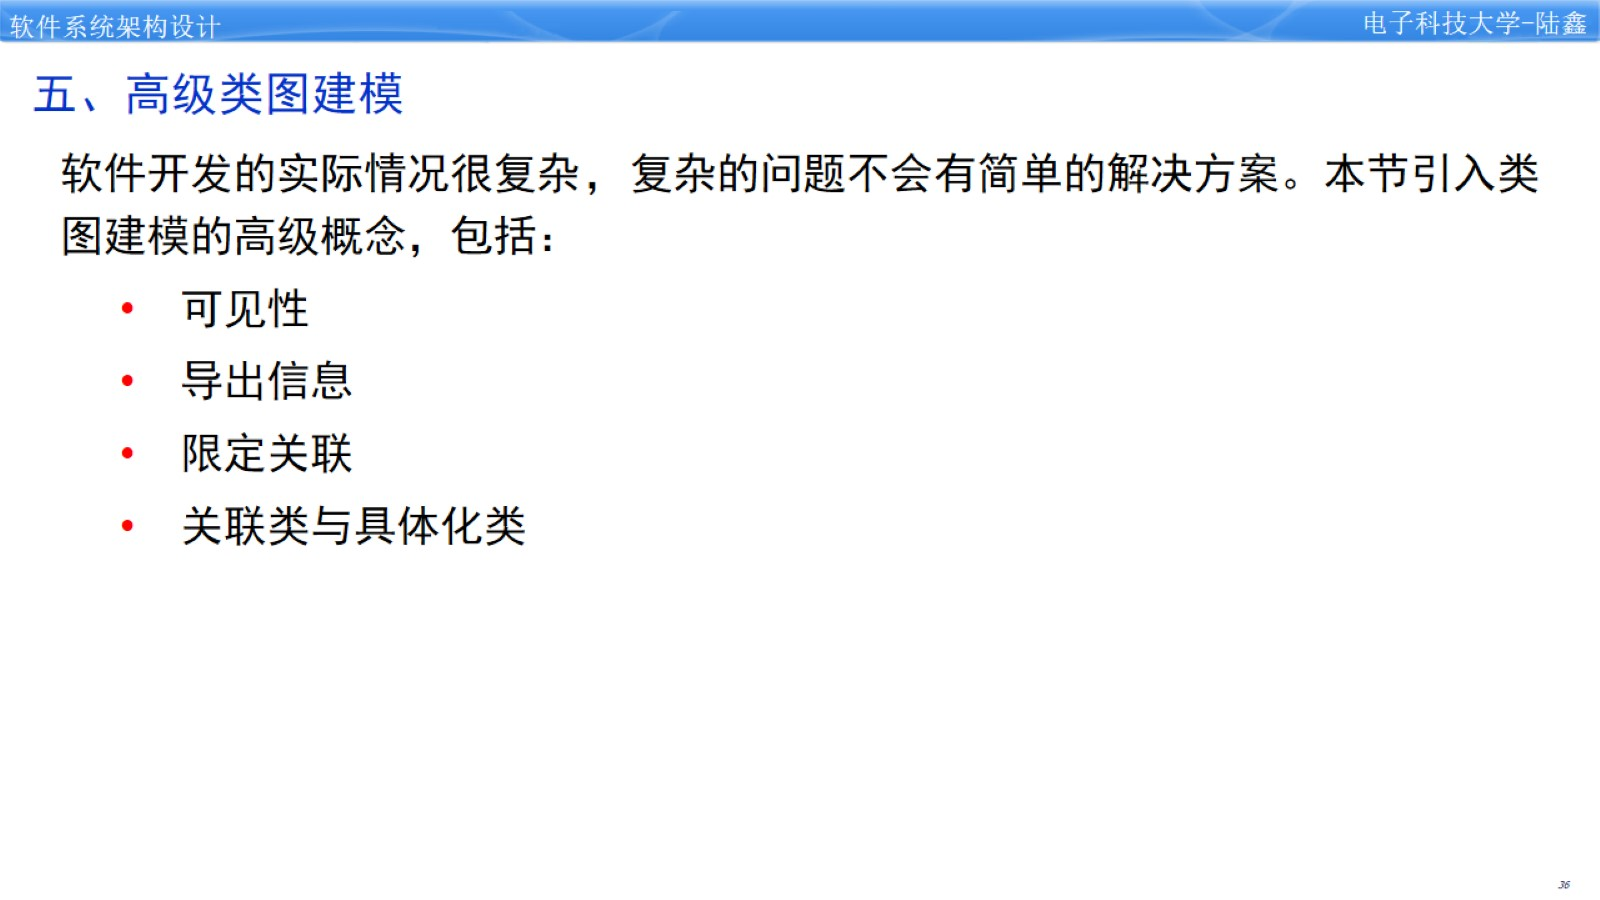 软件系统架构设计
电子科技大学-陆鑫
五、高级类图建模
软件开发的实际情况很复杂，复杂的问题不会有简单的解决方案。本节引入类
图建模的高级概念，包括：
• 可见性
• 导出信息
• 限定关联
• 关联类与具体化类
36